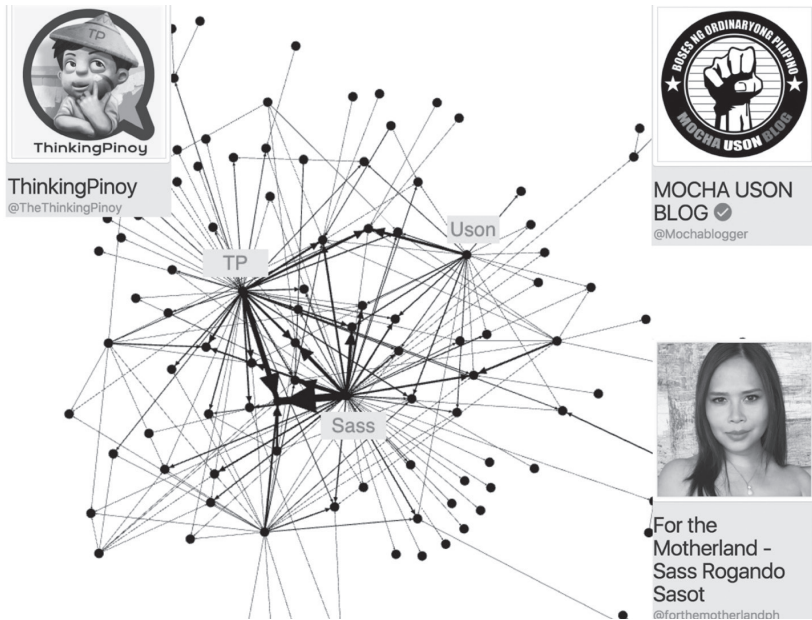 TP
ThinkingPinoy
ThinkingPinoy
@TheThinkingPinoy
BOSES NG ORDINARYONG PILIPINO
MOCHA USON BLOG
MOCHA USON
BLOG
@Mochablogger
Uson
TP
Sass
For the
Motherland -
Sass Rogando
Sasot
@forthemotherlandph